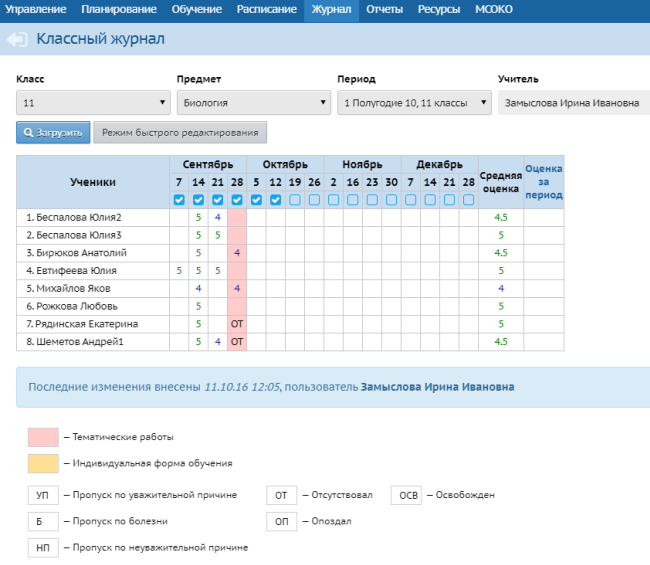 Управление Планирование Обучение Расписание Журнал Отчеты Ресурсы МСОКО
Классный журнал
Класс Предмет Период Учитель
11 Биология 1 Полугодие 10, 11 классы Замыслова Ирина Ивановна
Загрузить Режим быстрого редактирования
Ученики Сентябрь Октябрь Ноябрь Декабрь Средняя оценка Оценка за период
7 14 21 28 5 12 19 26 2 16 23 30 7 14 21 28
1. Беспалова Юлия2 5 4 4.5
2. Беспалова Юлия3 5 5 5
3. Бирюков Анатолий 5 4 4.5
4. Евтифеева Юлия 5 5 5 5
5. Михайлов Яков 4 4 4
6. Рожкова Любовь 5 5
7. Рядинская Екатерина 5 ОТ 5
8. Шеметов Андрей1 5 4 ОТ 4.5
Последние изменения внесены 11.10.16 12:05, пользователь Замыслова Ирина Ивановна
— Тематические работы
— Индивидуальная форма обучения
УП — Пропуск по уважительной причине ОТ — Отсутствовал ОСВ — Освобожден
Б — Пропуск по болезни ОП — Опоздал
НП — Пропуск по неуважительной причине